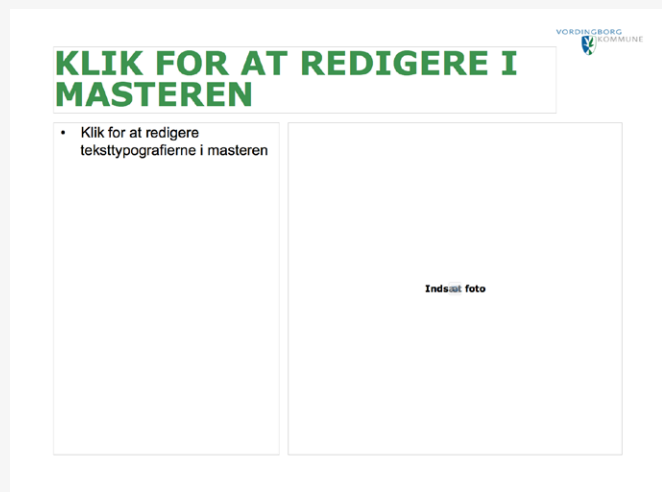 VORDINGBORG
KOMMUNE
KLIK FOR AT REDIGERE I
MASTEREN
• Klik for at redigere
teksttypografierne i masteren
Indsæt foto